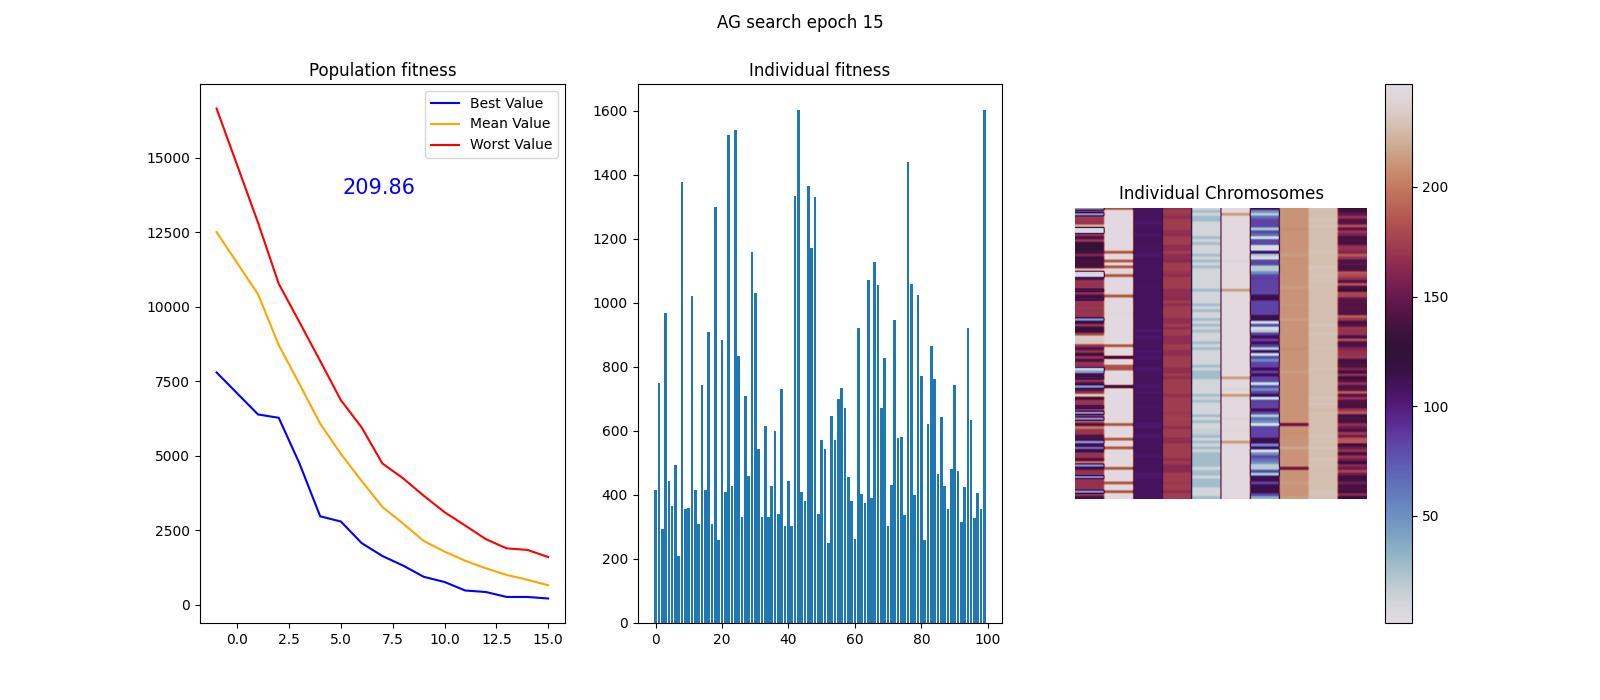 AG search epoch 15
Population fitness
Best Value
Mean Value
Worst Value
209.86
15000
12500
10000
7500
5000
2500
0
0.0 2.5 5.0 7.5 10.0 12.5 15.0
Individual fitness
1600
1400
1200
1000
800
600
400
200
0
0 20 40 60 80 100
Individual Chromosomes
200
150
100
50